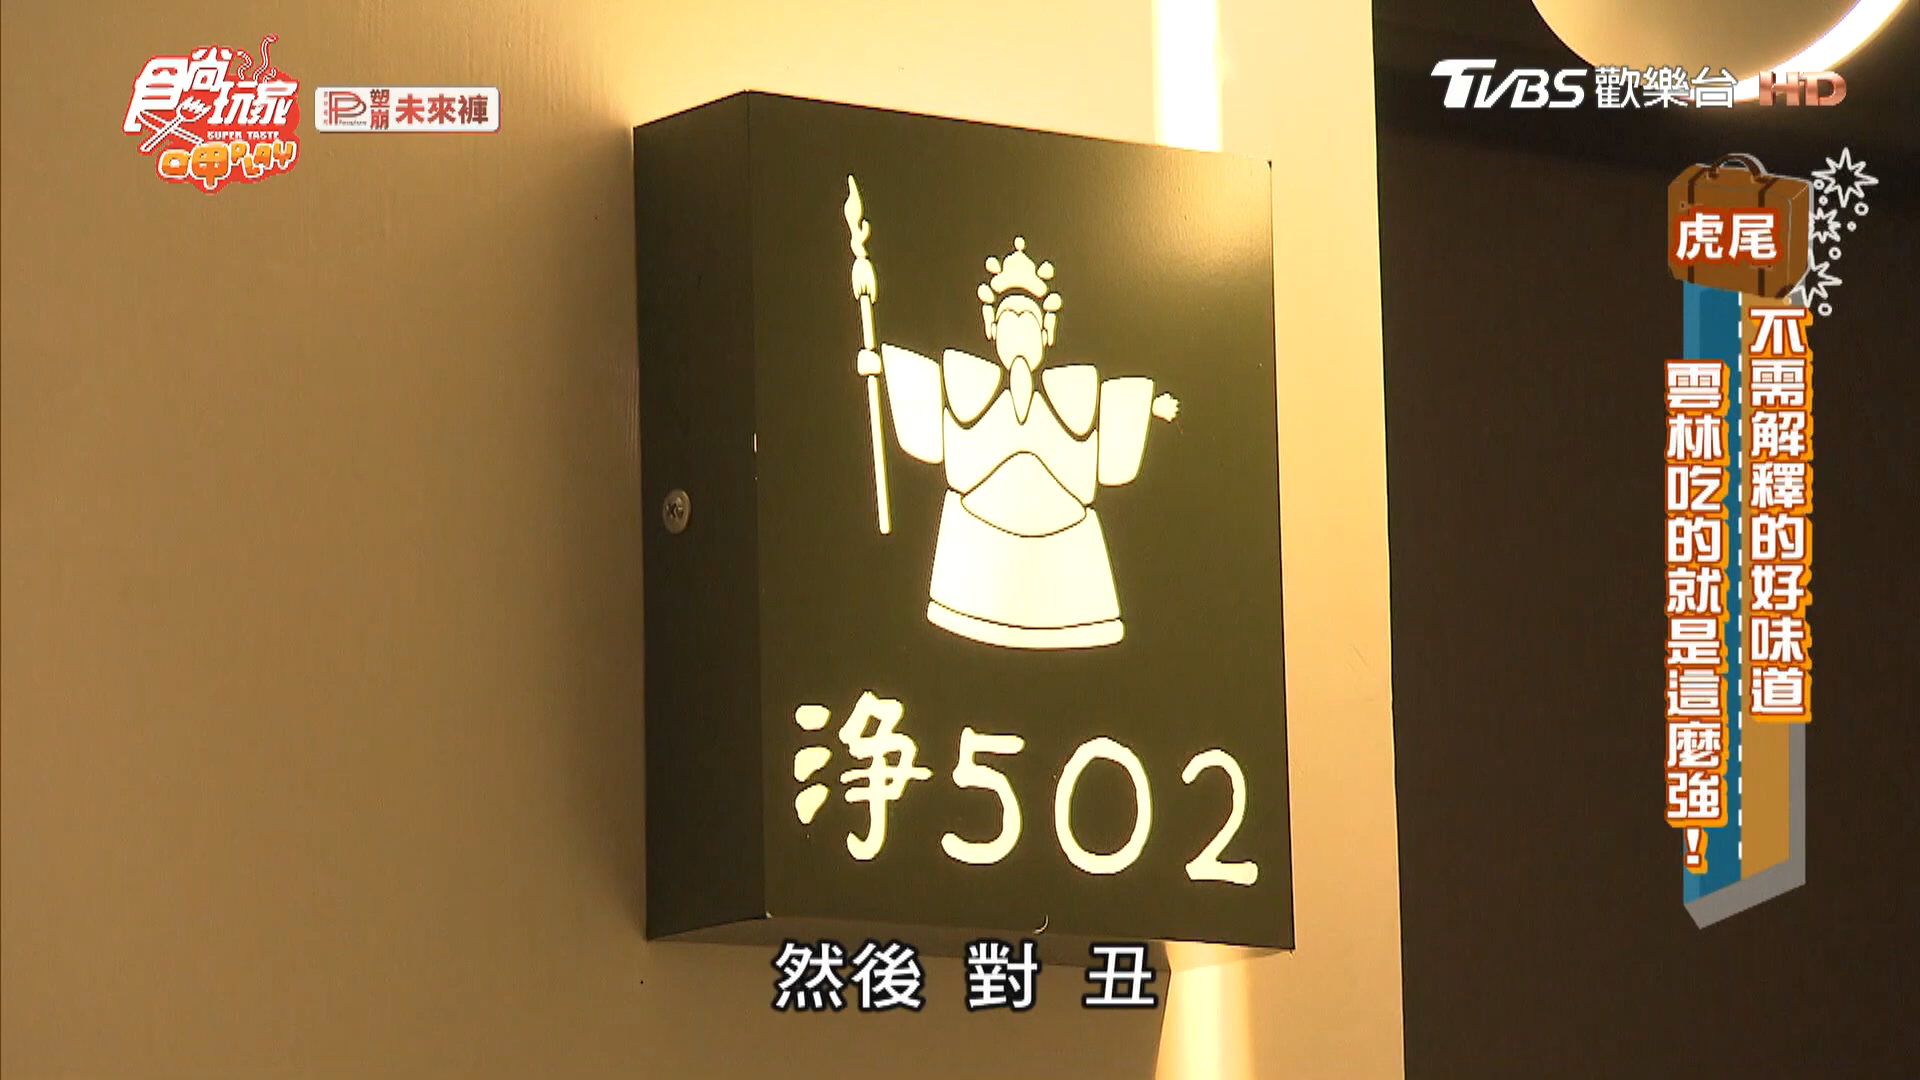 食尚玩家
SUPER TASTE
呷PLAY
塑崩 未來褲
TVBS歡樂台 HD
虎尾
不需解釋的好味道
雲林吃的就是這麼強！
浄502
然後 對 丑